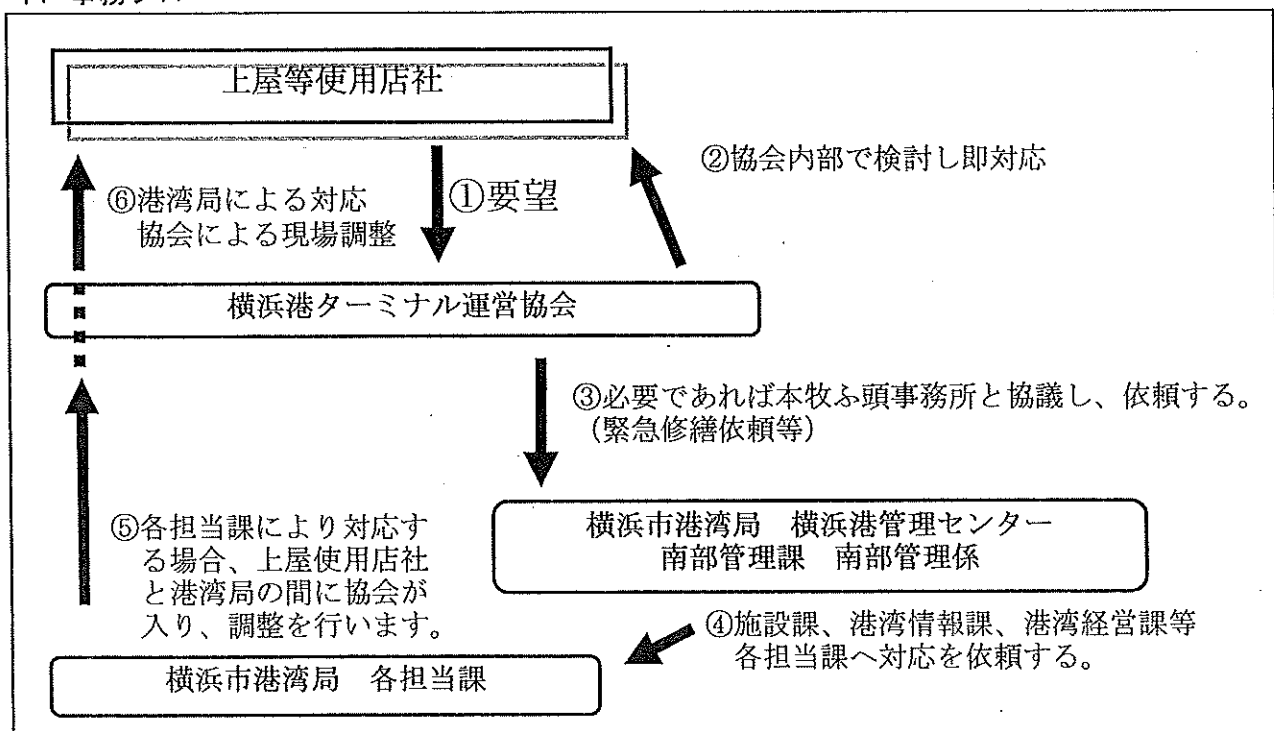 上屋等使用店社
②協会内部で検討し即対応
①要望
⑥港湾局による対応
協会による現場調整
横浜港ターミナル運営協会
③必要であれば本牧ふ頭事務所と協議し、依頼する。
（緊急修繕依頼等）
横浜市港湾局　横浜港管理センター
南部管理課　南部管理係
⑤各担当課により対応す
る場合、上屋使用店社
と港湾局の間に協会が
入り、調整を行います。
④施設課、港湾情報課、港湾経営課等
各担当課へ対応を依頼する。
横浜市港湾局　各担当課